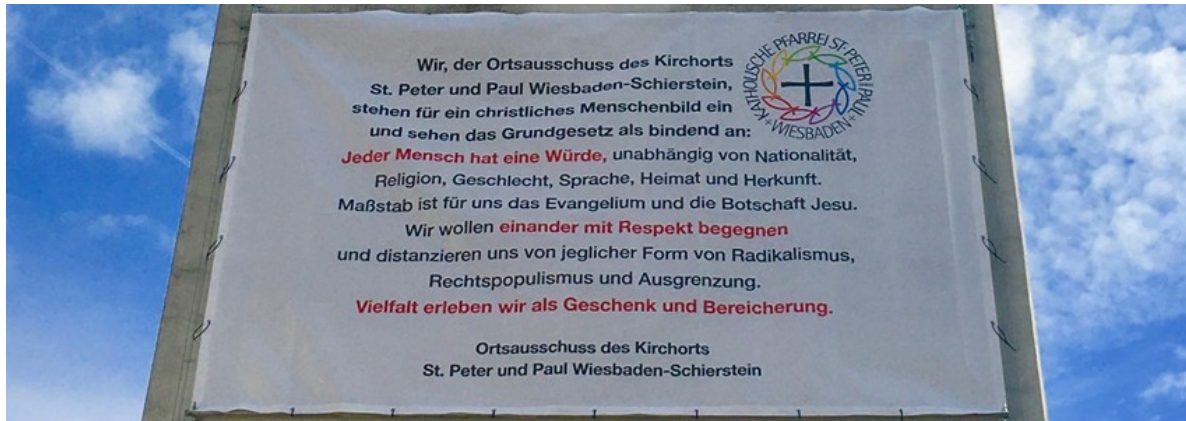 Wir, der Ortsausschuss des Kirchorts
St. Peter und Paul Wiesbaden-Schierstein,
stehen für ein christliches Menschenbild ein
und sehen das Grundgesetz als bindend an:
Jeder Mensch hat eine Würde, unabhängig von Nationalität,
Religion, Geschlecht, Sprache, Heimat und Herkunft.
Maßstab ist für uns das Evangelium und die Botschaft Jesu.
Wir wollen einander mit Respekt begegnen
und distanzieren uns von jeglicher Form von Radikalismus,
Rechtspopulismus und Ausgrenzung.
Vielfalt erleben wir als Geschenk und Bereicherung.
Ortsausschuss des Kirchorts
St. Peter und Paul Wiesbaden-Schierstein
KATHOLISCHE PFARREI ST. PETER PAUL + WIESBADEN +